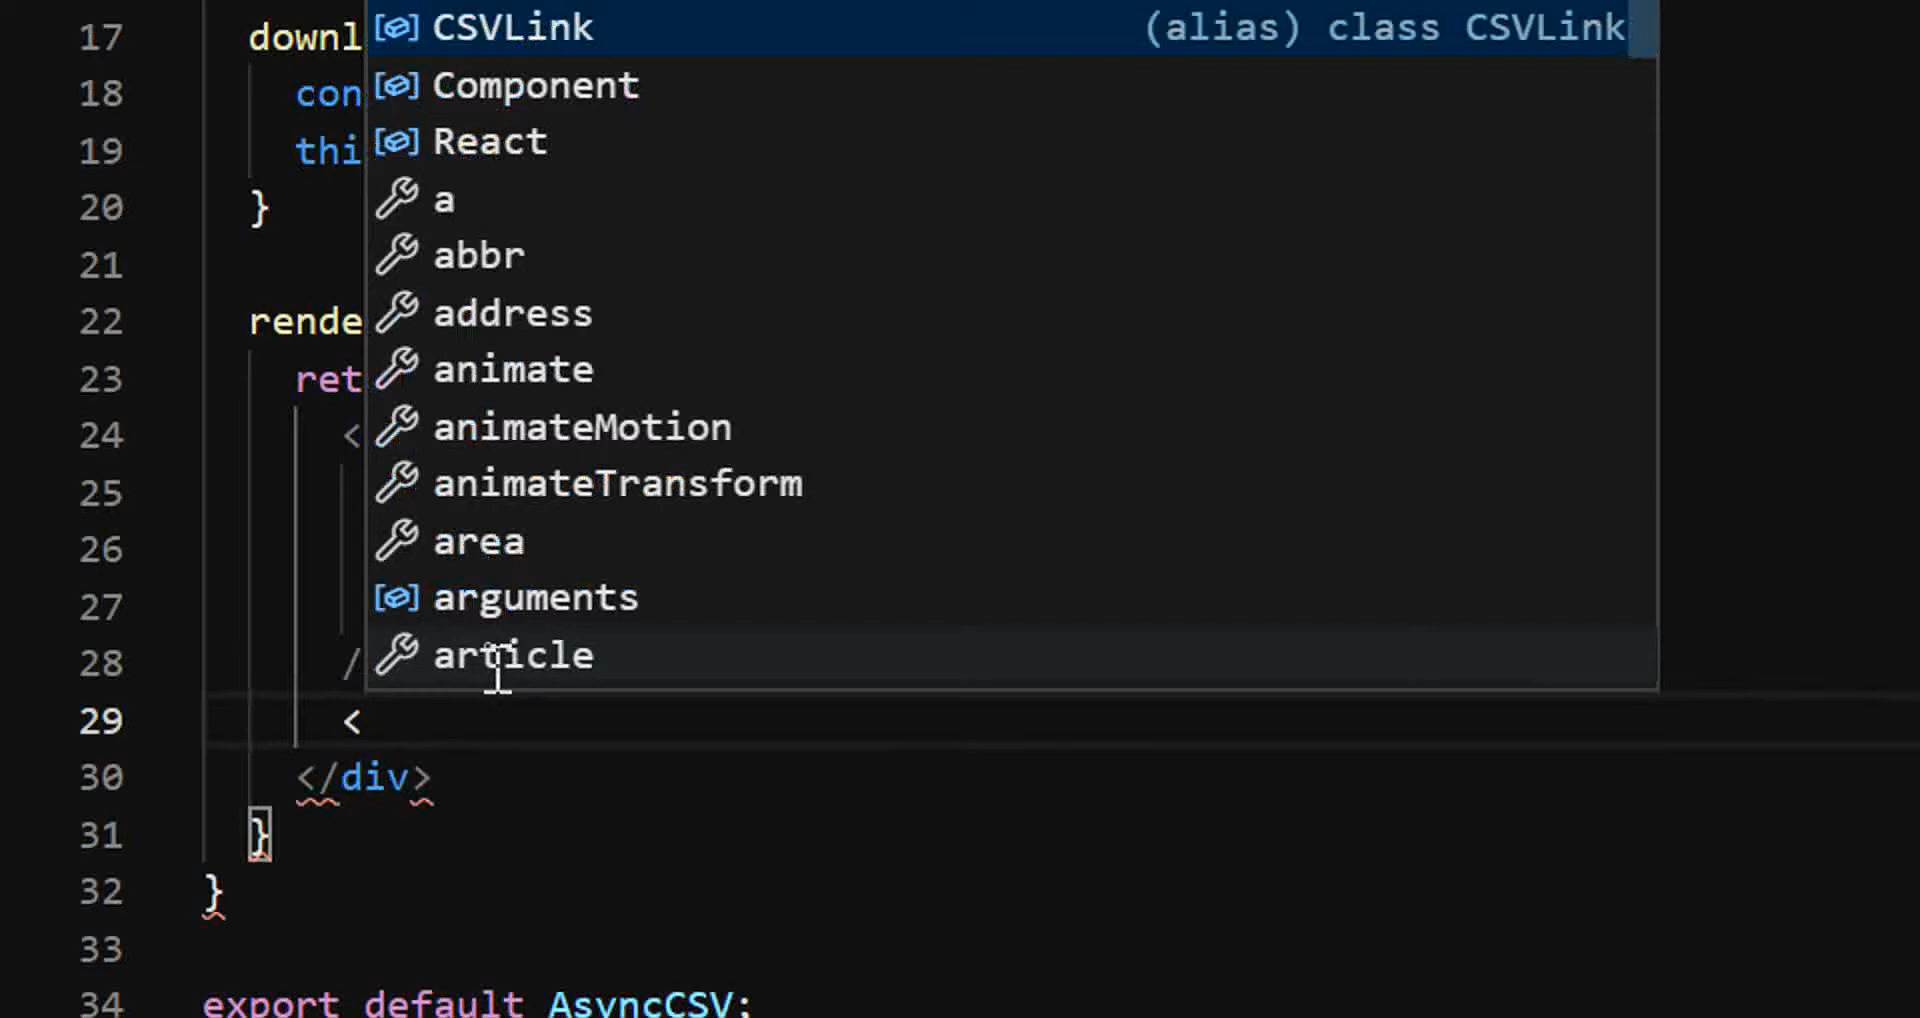 17 downl CSVLink (alias) class CSVLink
18 con Component
19 thi React
20 } a
21 abbr
22 rende address
23 ret animate
24 < animateMotion
25 animateTransform
26 area
27 arguments
28 / article
29 <
30 </div>
31 }
32 }
33
34 export default AsyncCSV;